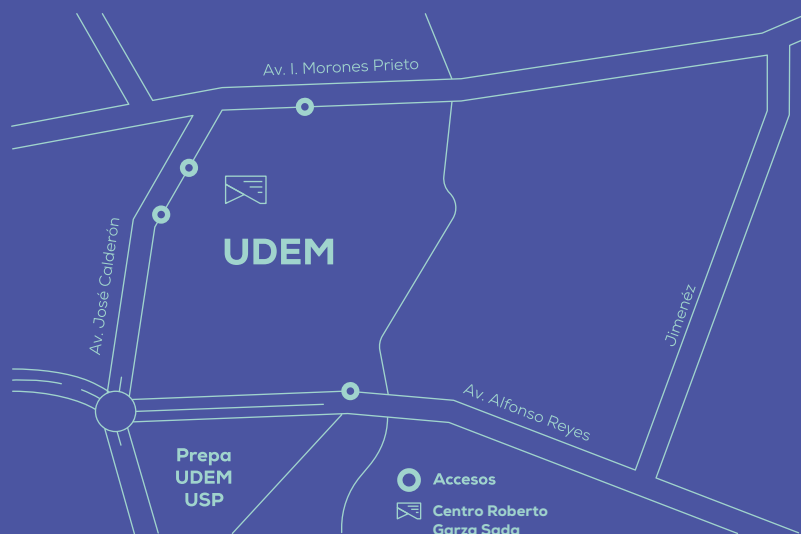 Av. I. Morones Prieto
UDEM
Av. José Calderón
Jimenéz
Av. Alfonso Reyes
Prepa
UDEM
USP
Accesos
Centro Roberto
Garza Sada